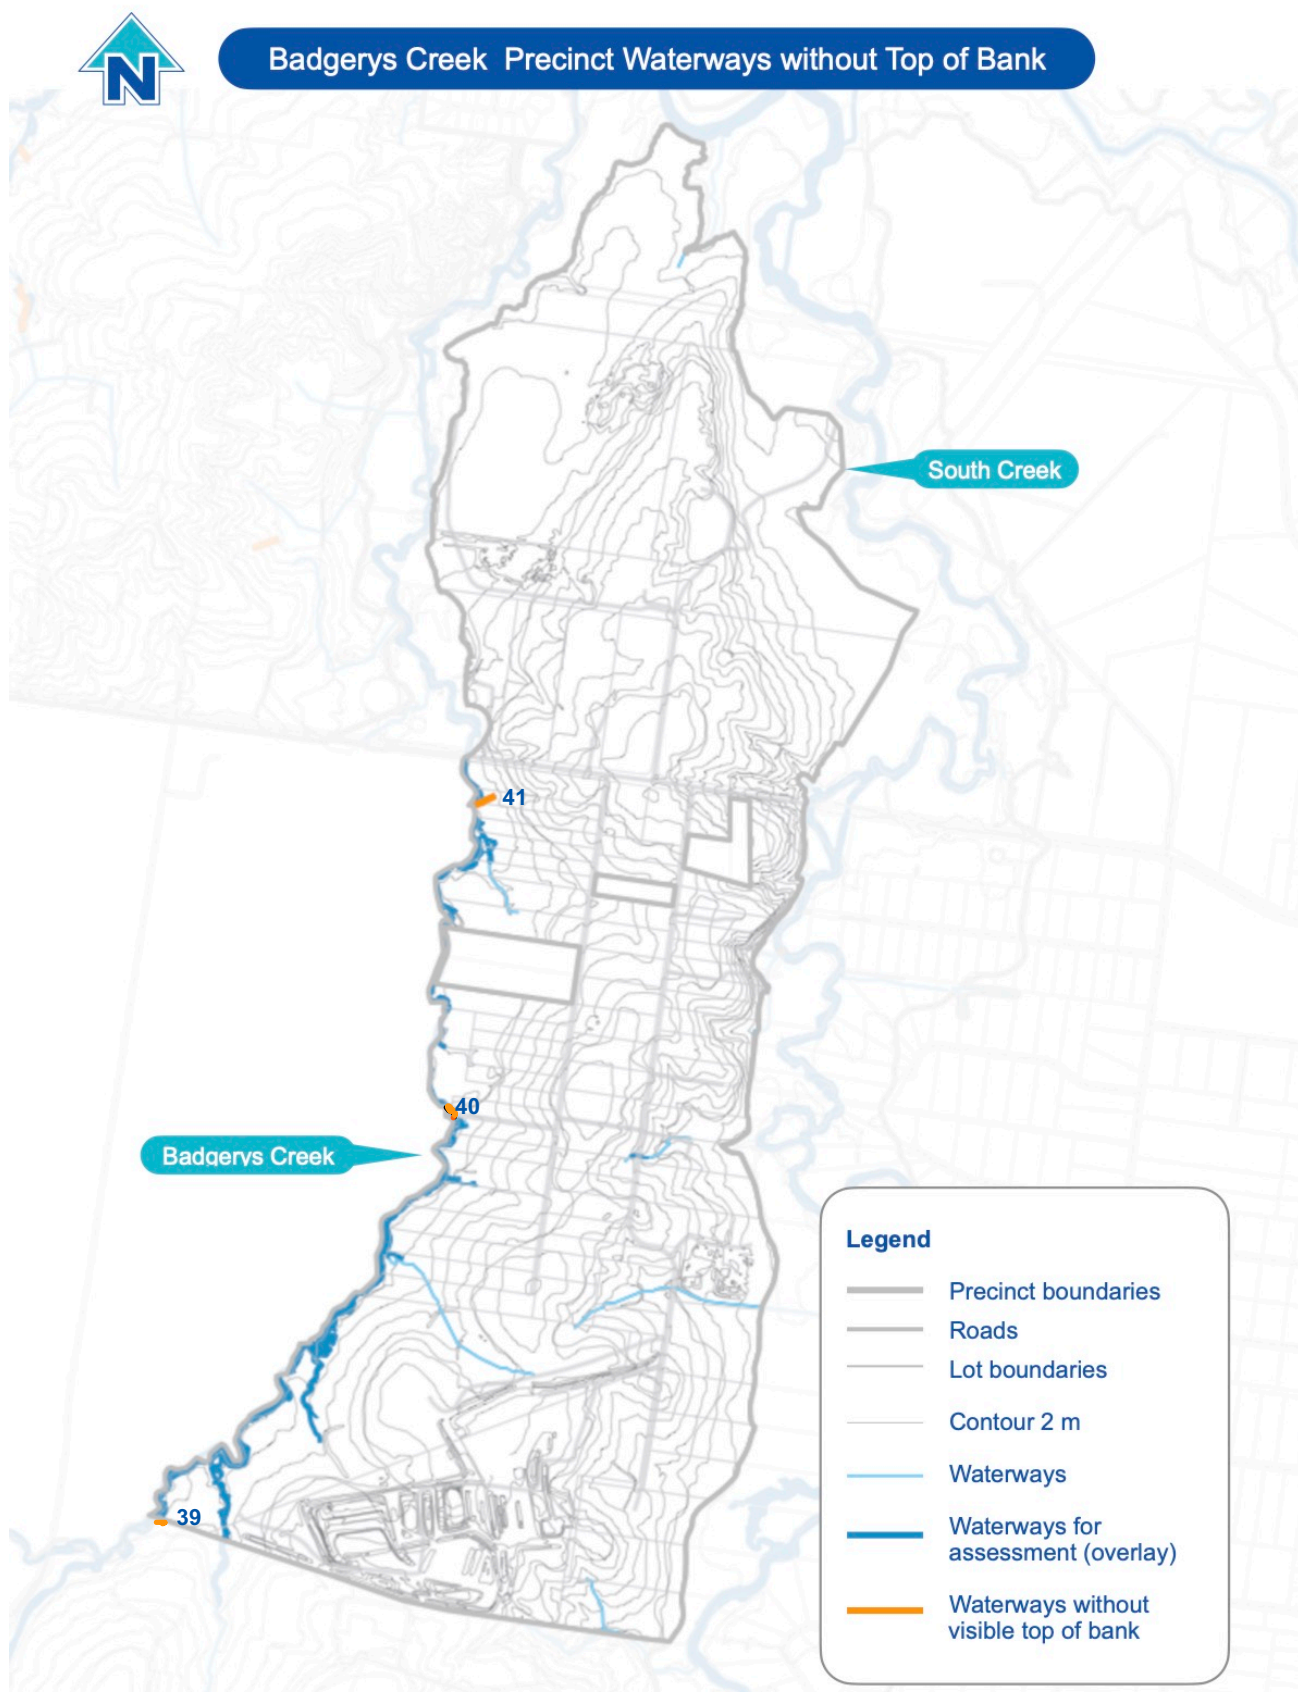 N
Badgerys Creek Precinct Waterways without Top of Bank
South Creek
41
40
Badgerys Creek
39
Legend
Precinct boundaries
Roads
Lot boundaries
Contour 2 m
Waterways
Waterways for
assessment (overlay)
Waterways without
visible top of bank